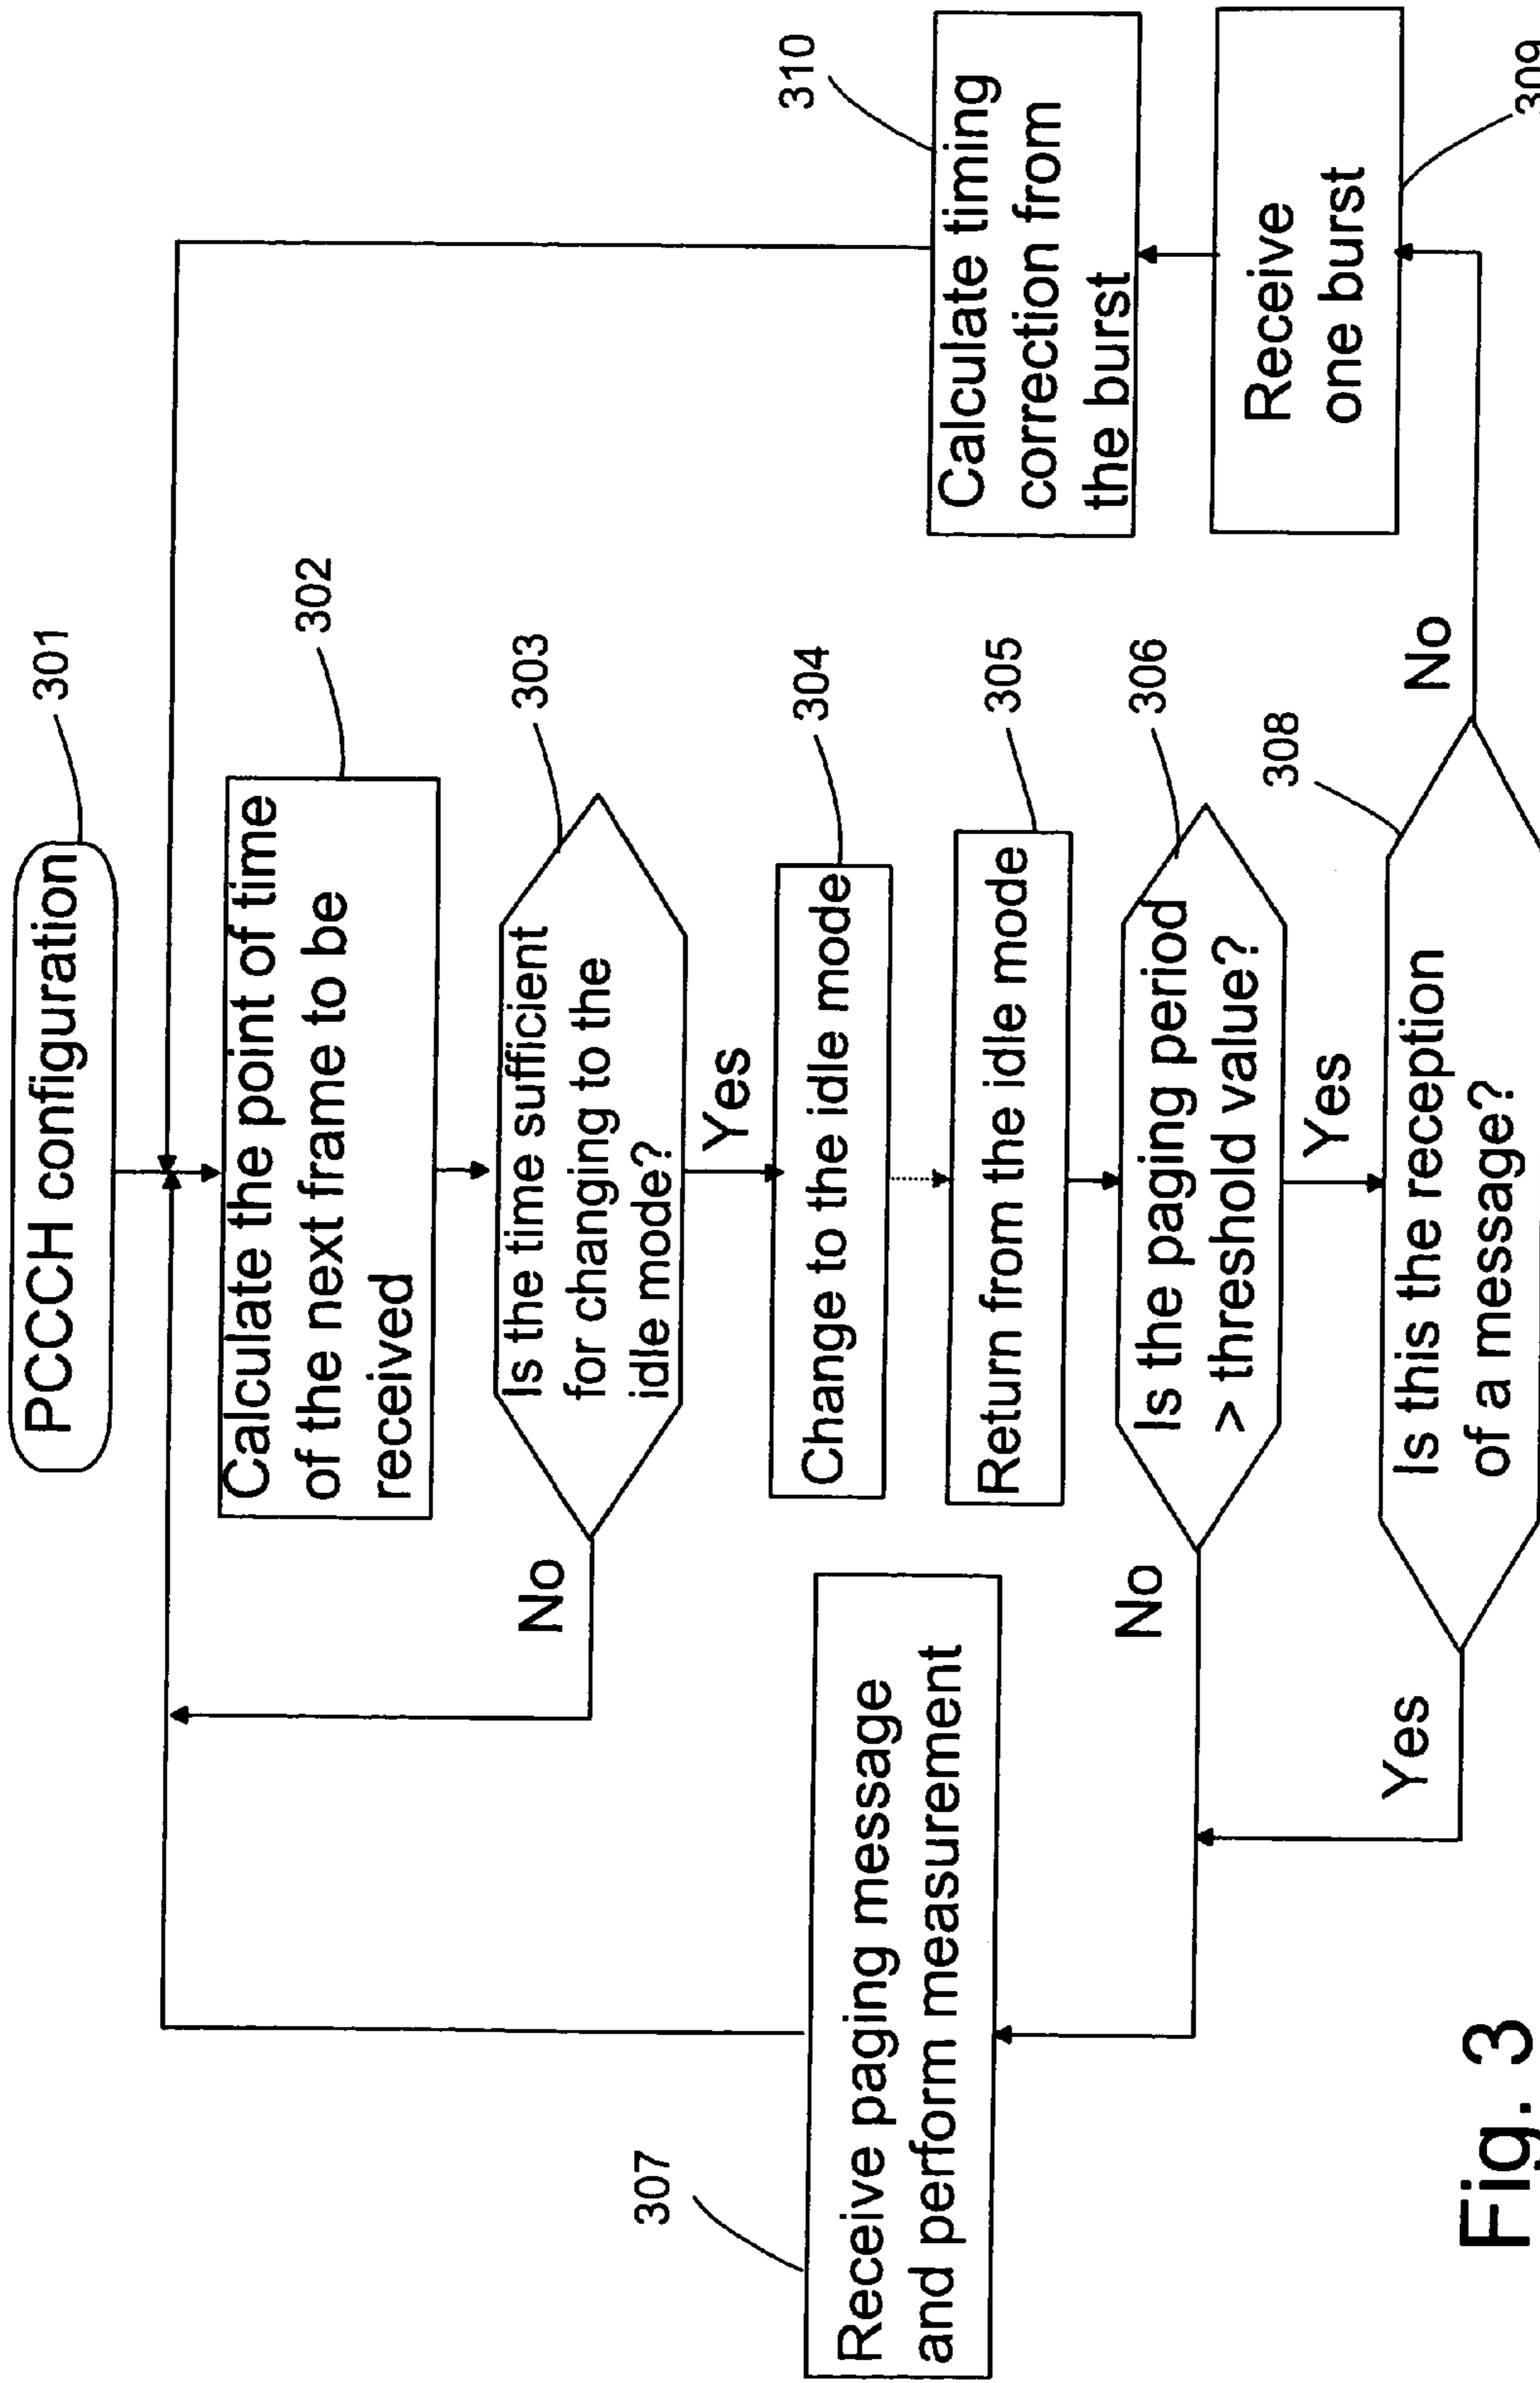 PCCCH configuration
301
Calculate the point of time
of the next frame to be
received
302
Is the time sufficient
for changing to the
idle mode?
303
No
Yes
Change to the idle mode
304
Return from the idle mode
305
Is the paging period
> threshold value?
306
No
Yes
Receive paging message
and perform measurement
307
Is this the reception
of a message?
308
Yes
No
Receive
one burst
309
Calculate timing
correction from
the burst
310
Fig. 3